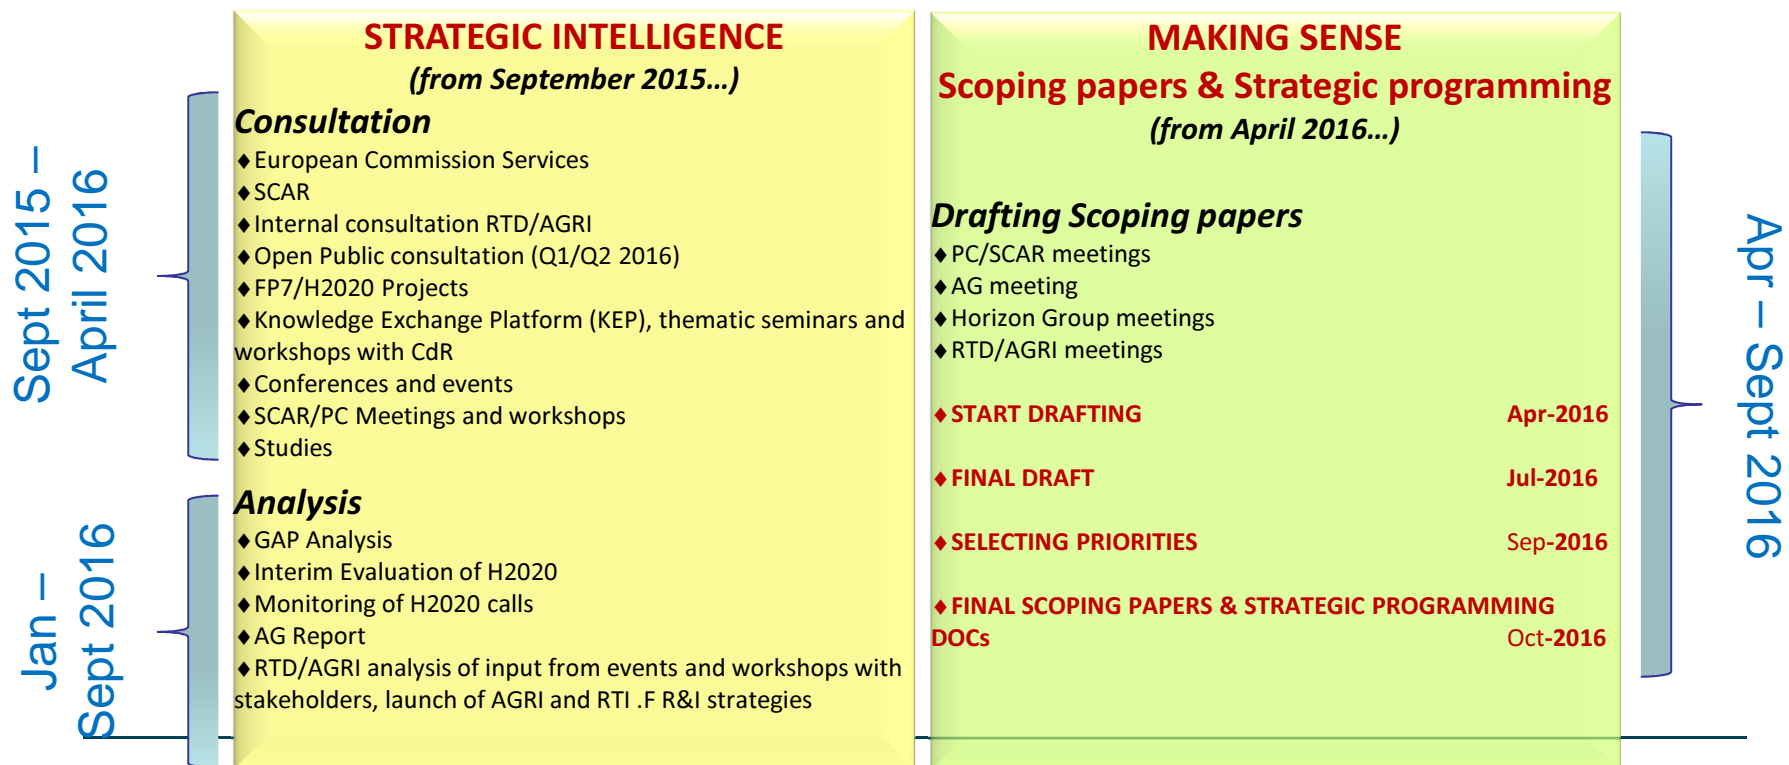 Sept 2015 –
April 2016
Jan –
Sept 2016
STRATEGIC INTELLIGENCE
(from September 2015...)
Consultation
♦European Commission Services
♦SCAR
♦Internal consultation RTD/AGRI
♦Open Public consultation (Q1/Q2 2016)
♦FP7/H2020 Projects
♦Knowledge Exchange Platform (KEP), thematic seminars and
workshops with CdR
♦Conferences and events
♦SCAR/PC Meetings and workshops
♦Studies
Analysis
♦GAP Analysis
♦Interim Evaluation of H2020
♦Monitoring of H2020 calls
♦AG Report
♦RTD/AGRI analysis of input from events and workshops with
stakeholders, launch of AGRI and RTI .F R&I strategies
MAKING SENSE
Scoping papers & Strategic programming
(from April 2016...)
Drafting Scoping papers
♦PC/SCAR meetings
♦AG meeting
♦Horizon Group meetings
♦RTD/AGRI meetings
♦START DRAFTING Apr-2016
♦FINAL DRAFT Jul-2016
♦SELECTING PRIORITIES Sep-2016
♦FINAL SCOPING PAPERS & STRATEGIC PROGRAMMING
DOCs Oct-2016
Apr – Sept 2016